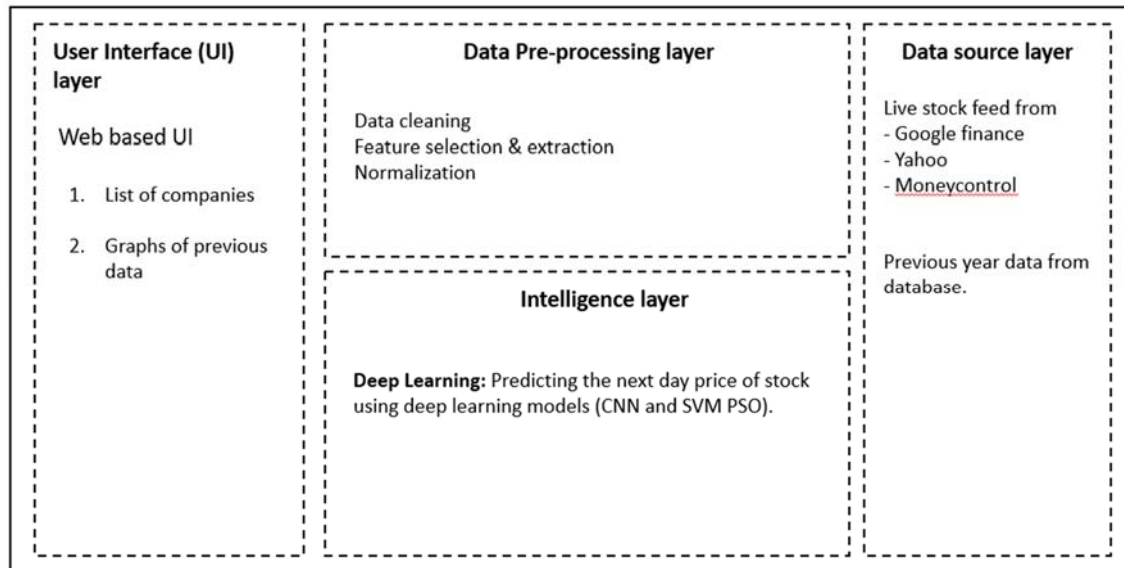 User Interface (UI)
layer
Web based UI
1. List of companies
2. Graphs of previous
data
Data Pre-processing layer
Data cleaning
Feature selection & extraction
Normalization
Intelligence layer
Deep Learning: Predicting the next day price of stock
using deep learning models (CNN and SVM PSO).
Data source layer
Live stock feed from
- Google finance
- Yahoo
- Moneycontrol
Previous year data from
database.